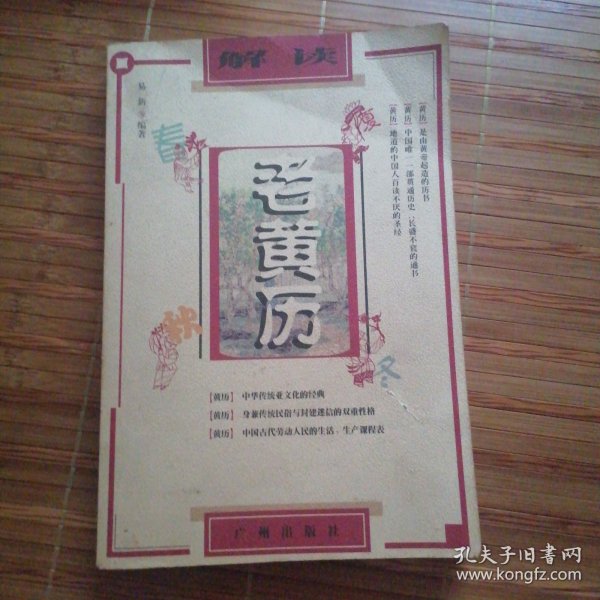 解读
易
等编著
春
夏
秋
冬
老黄历
[黄历] 是由黄帝起造的历书
[黄历] 中国唯一一部贯通历史、长盛不衰的通书
[黄历] 地道的中国人百读不厌的圣经
[黄历] 中华传统亚文化的经典
[黄历] 身兼传统民俗与封建迷信的双重性格
[黄历] 中国古代劳动人民的生活、生产课程表
广州出版社
孔夫子旧书网
www.kongfz.com